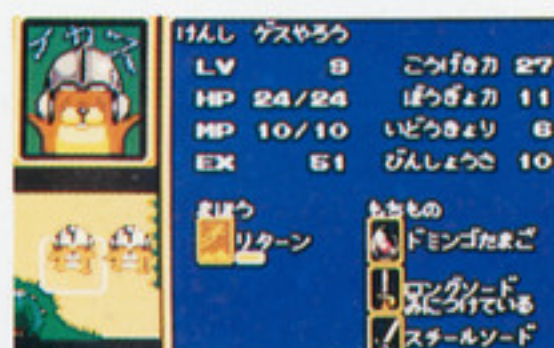 イヤス
けんし ゲスやろう
LV 9 こうげき力 27
HP 24/24 ぼうぎょ力 11
MP 10/10 いどうきょり 6
EX 51 びんしょうさ 10
まほう もちもの
リターン ドミンゴたまご
ロングソード
みにつけている
スチールソード